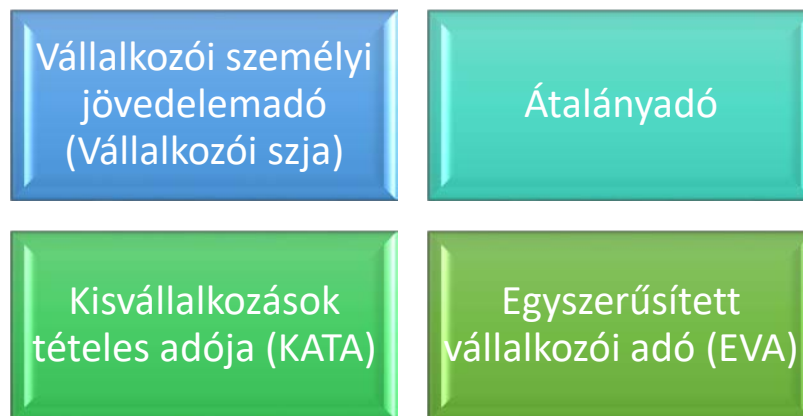 Vállalkozói személyi
jövedelemadó
(Vállalkozói szja)
Átalányadó
Kisvállalkozások
tételes adója (KATA)
Egyszerűsített
vállalkozói adó (EVA)